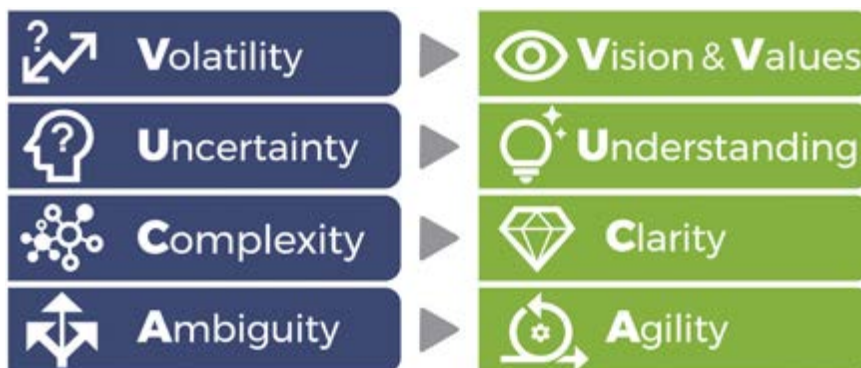 Volatility
Vision & Values
Uncertainty
Understanding
Complexity
Clarity
Ambiguity
Agility